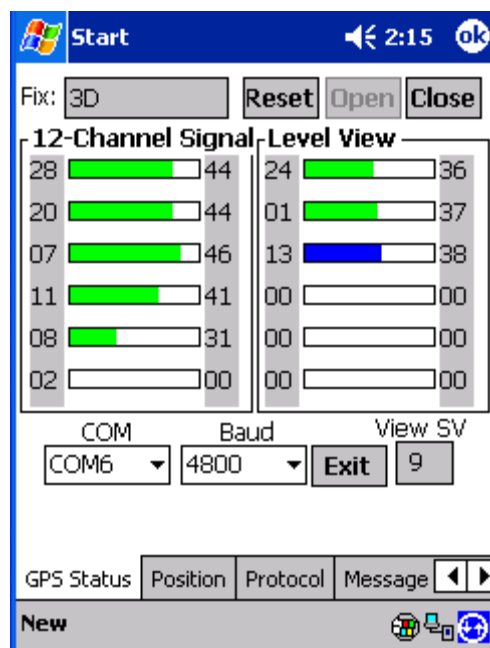 Start 2:15 ok
Fix: 3D Reset Open Close
12-Channel Signal Level View
28 44 24 36
20 44 01 37
07 46 13 38
11 41 00 00
08 31 00 00
02 00 00 00
COM Baud View SV
COM6 4800 Exit 9
GPS Status Position Protocol Message
New